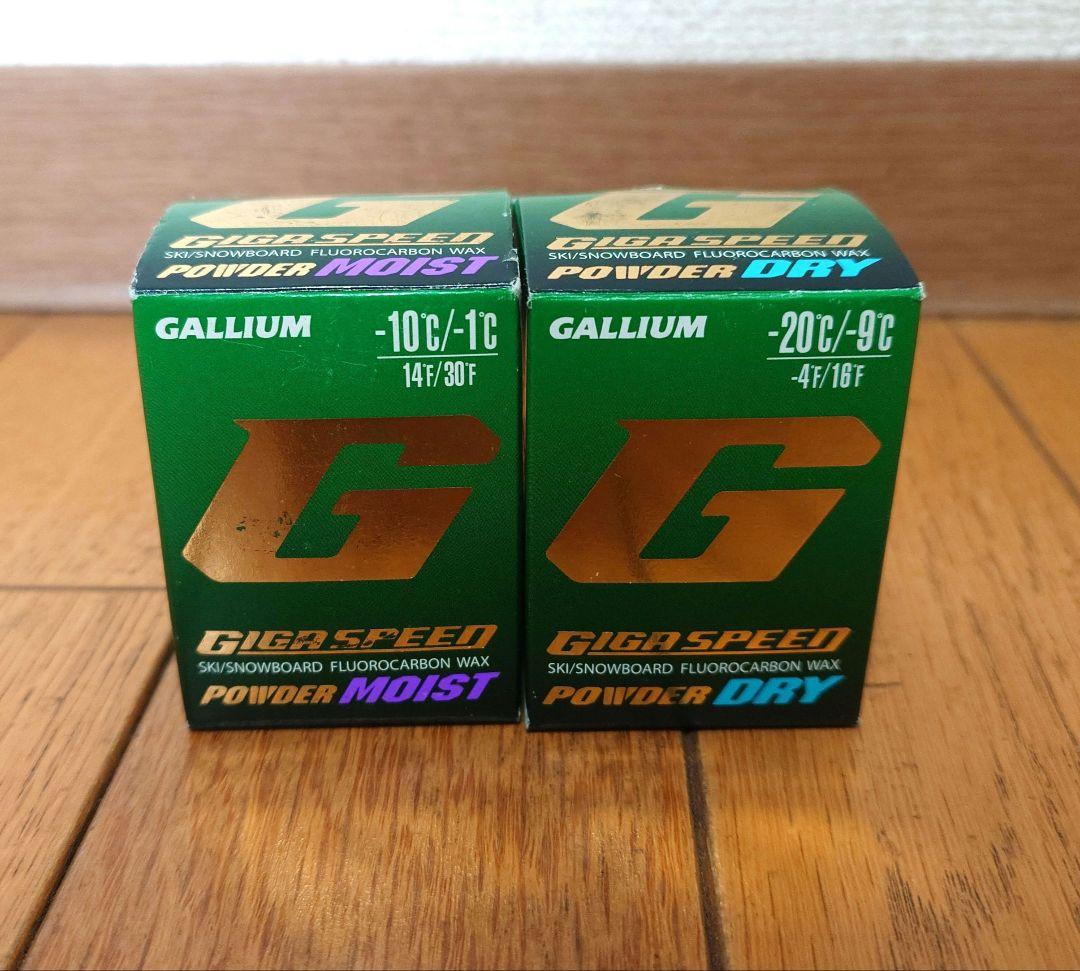 G
GIGA SPEED
SKI/SNOWBOARD FLUOROCARBON WAX
POWDER MOIST
GALLIUM
-10℃/-1℃
14°F/30°F
G
GIGA SPEED
SKI/SNOWBOARD FLUOROCARBON WAX
POWDER MOIST
G
GIGA SPEED
SKI/SNOWBOARD FLUOROCARBON WAX
POWDER DRY
GALLIUM
-20℃/-9℃
-4°F/16°F
G
GIGA SPEED
SKI/SNOWBOARD FLUOROCARBON WAX
POWDER DRY